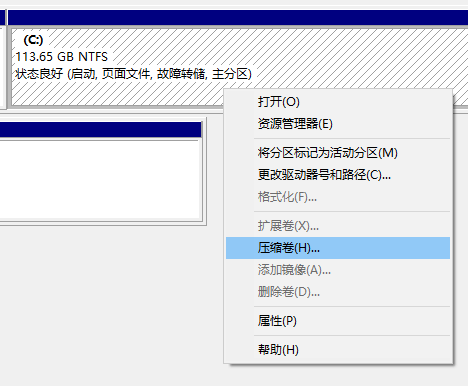 (C:)
113.65 GB NTFS
状态良好 (启动, 页面文件, 故障转储, 主分区)
打开(O)
资源管理器(E)
将分区标记为活动分区(M)
更改驱动器号和路径(C)...
格式化(F)...
扩展卷(X)...
压缩卷(H)...
添加镜像(A)...
删除卷(D)...
属性(P)
帮助(H)